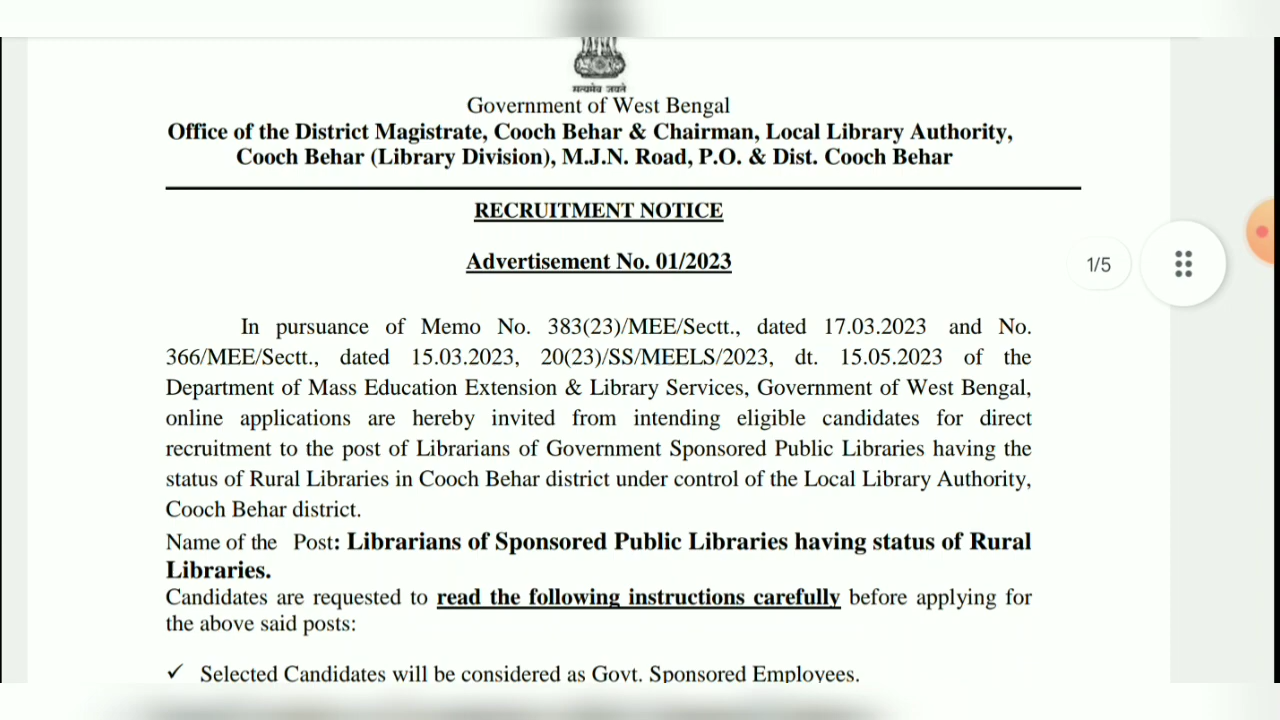 सत्यमेव जयते
Government of West Bengal
Office of the District Magistrate, Cooch Behar & Chairman, Local Library Authority,
Cooch Behar (Library Division), M.J.N. Road, P.O. & Dist. Cooch Behar
RECRUITMENT NOTICE
Advertisement No. 01/2023
1/5
In pursuance of Memo No. 383(23)/MEE/Sectt., dated 17.03.2023 and No.
366/MEE/Sectt., dated 15.03.2023, 20(23)/SS/MEELS/2023, dt. 15.05.2023 of the
Department of Mass Education Extension & Library Services, Government of West Bengal,
online applications are hereby invited from intending eligible candidates for direct
recruitment to the post of Librarians of Government Sponsored Public Libraries having the
status of Rural Libraries in Cooch Behar district under control of the Local Library Authority,
Cooch Behar district.
Name of the Post: Librarians of Sponsored Public Libraries having status of Rural
Libraries.
Candidates are requested to read the following instructions carefully before applying for
the above said posts:
✓ Selected Candidates will be considered as Govt. Sponsored Employees.